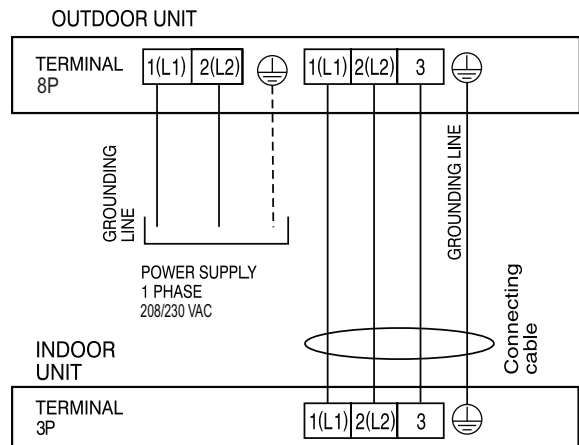 OUTDOOR UNIT
TERMINAL
8P
1(L1) 2(L2)
1(L1) 2(L2) 3
GROUNDING
LINE
GROUNDING LINE
POWER SUPPLY
1 PHASE
208/230 VAC
Connecting
cable
INDOOR
UNIT
TERMINAL
3P
1(L1) 2(L2) 3